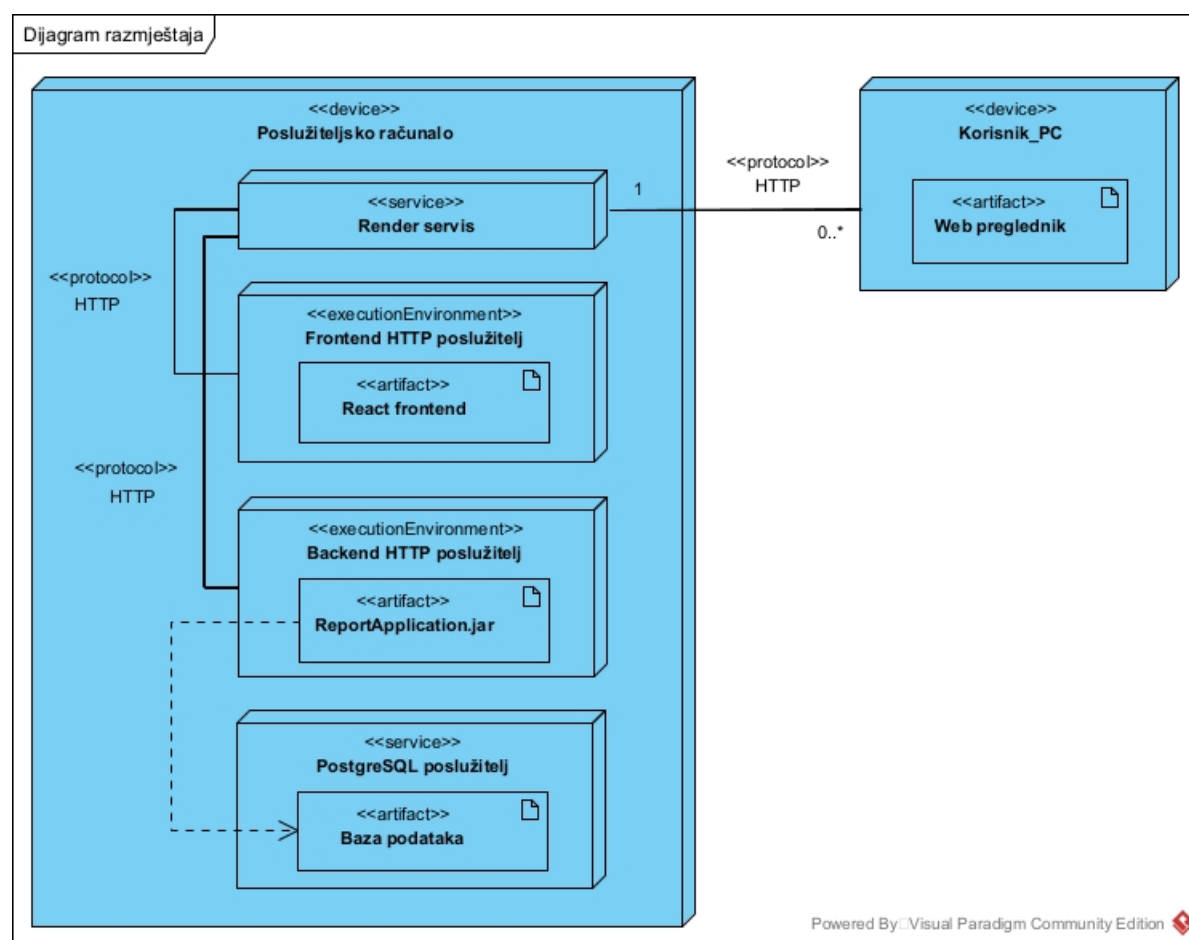 Dijagram razmještaja
<<device>>
Poslužiteljsko računalo
<<service>>
Render servis
1
<<protocol>>
HTTP
0..*
<<device>>
Korisnik_PC
<<artifact>>
Web preglednik
<<protocol>>
HTTP
<<executionEnvironment>>
Frontend HTTP poslužitelj
<<artifact>>
React frontend
<<protocol>>
HTTP
<<executionEnvironment>>
Backend HTTP poslužitelj
<<artifact>>
ReportApplication.jar
<<service>>
PostgreSQL poslužitelj
<<artifact>>
Baza podataka
Powered By Visual Paradigm Community Edition